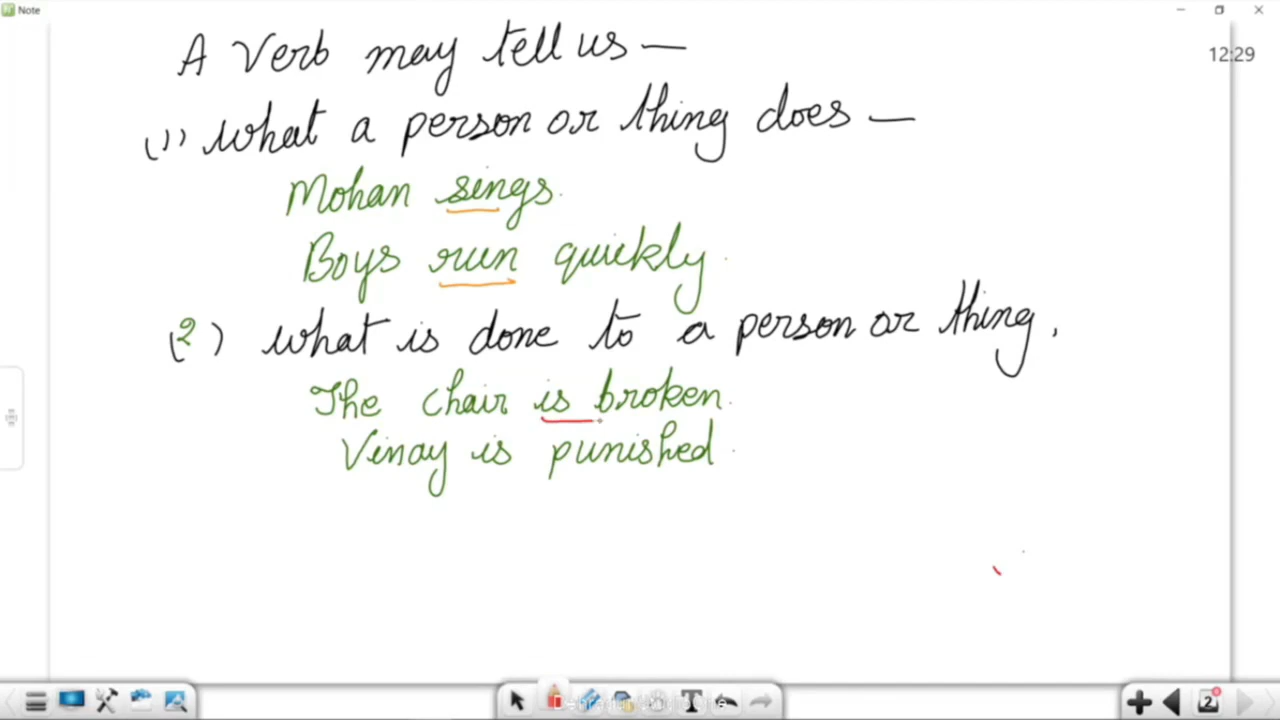 Note
12:29
A Verb may tell us —
(1) What a person or thing does —
Mohan sings.
Boys run quickly.
(2) What is done to a person or thing.
The chair is broken.
Vinay is punished.
T
2